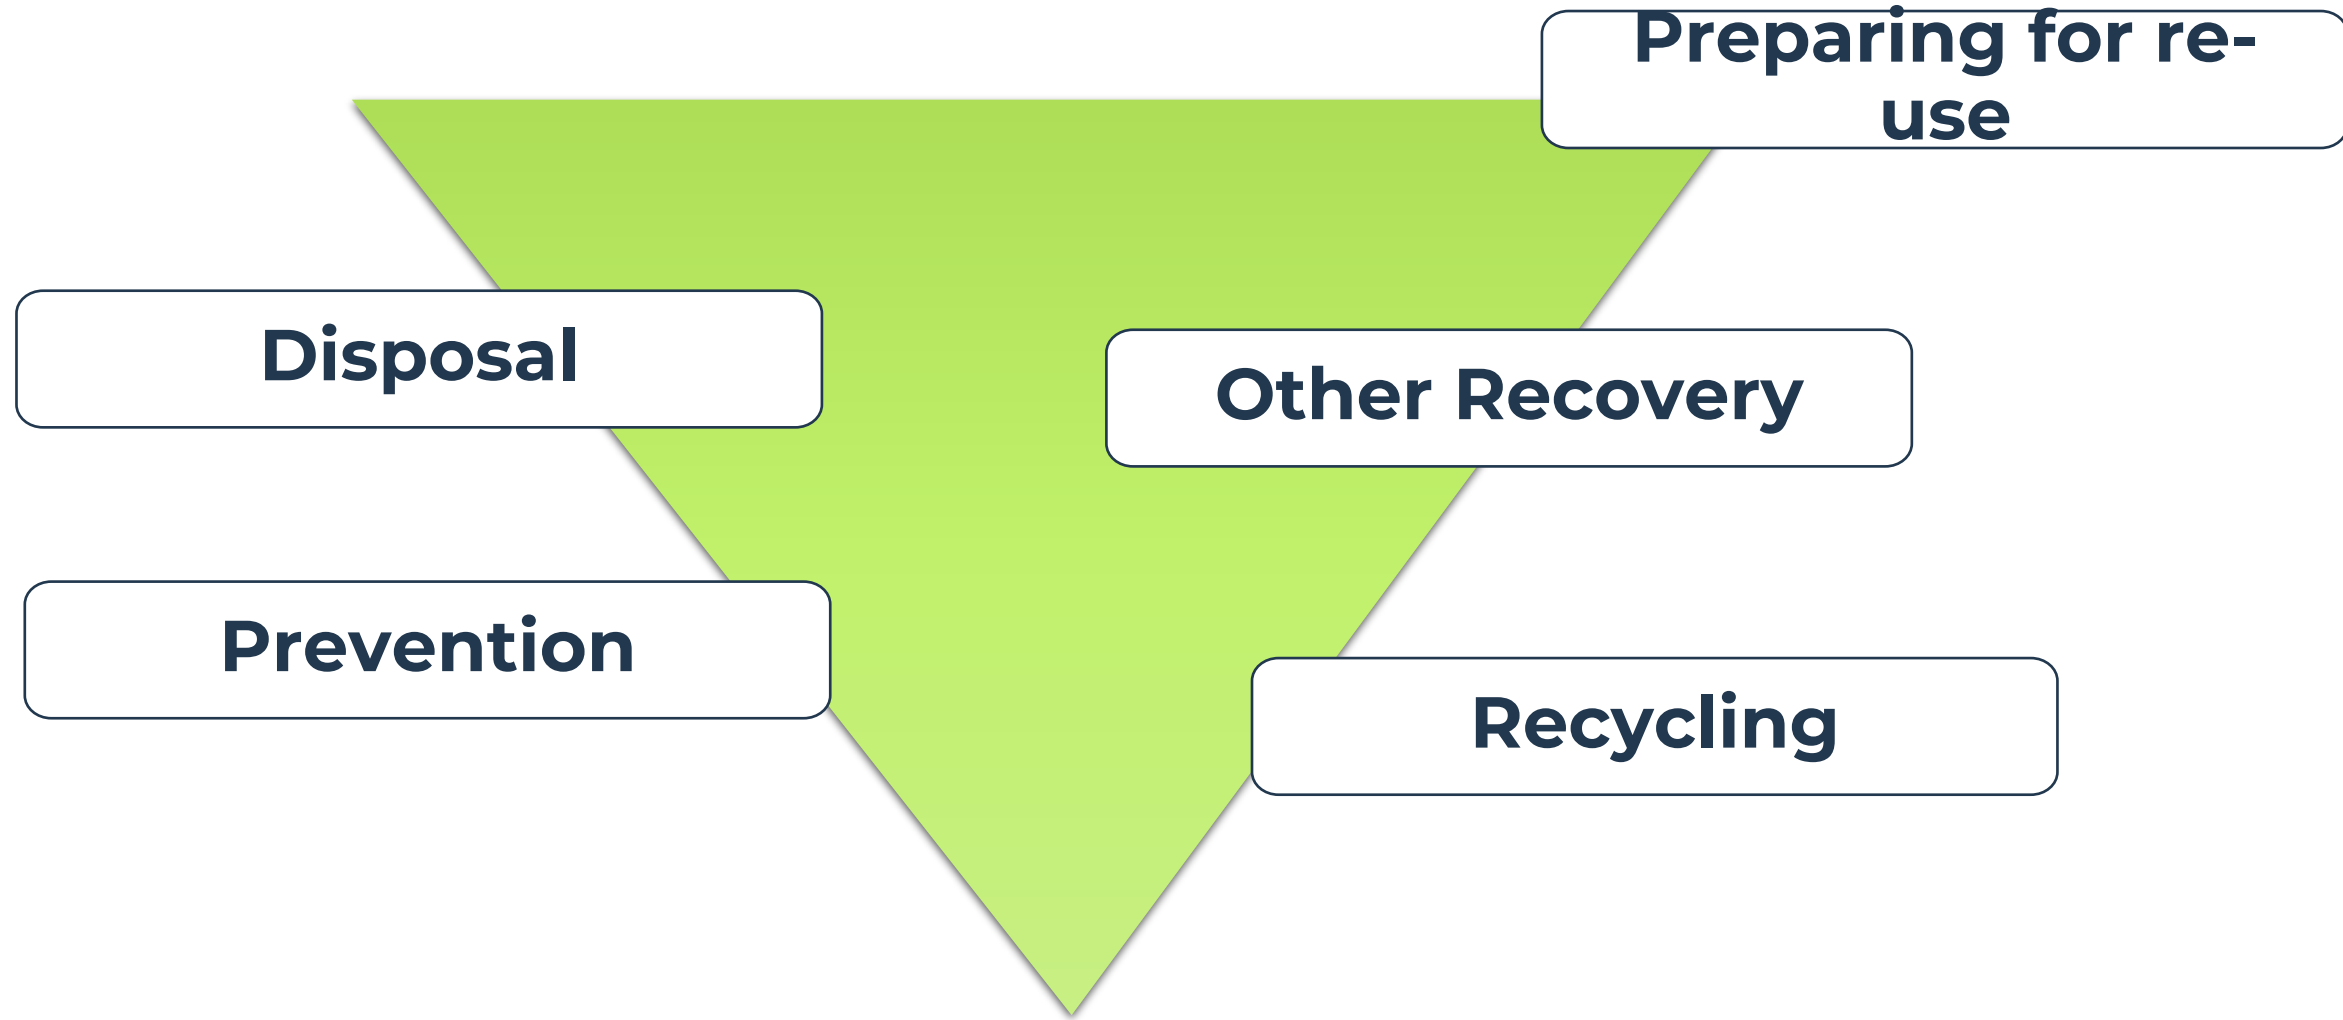 Preparing for re-
use
Disposal
Other Recovery
Prevention
Recycling